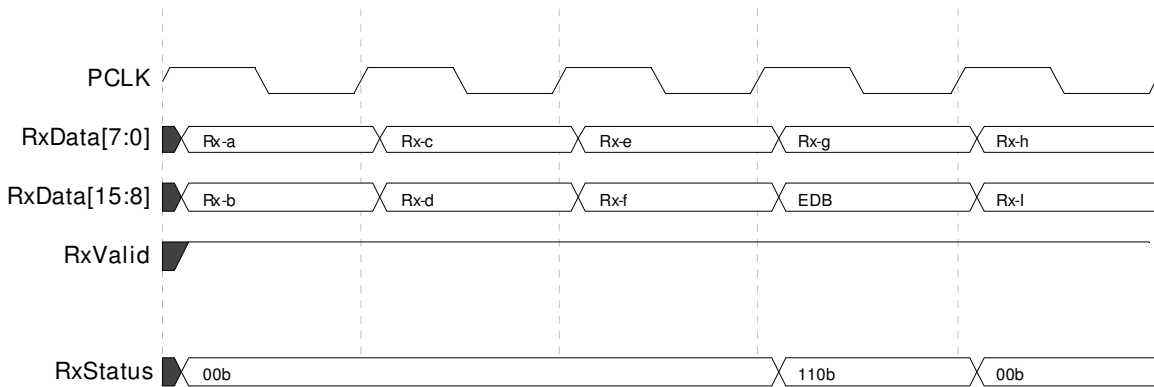 PCLK
RxData[7:0] Rx-a Rx-c Rx-e Rx-g Rx-h
RxData[15:8] Rx-b Rx-d Rx-f EDB Rx-I
RxValid
RxStatus 00b 110b 00b